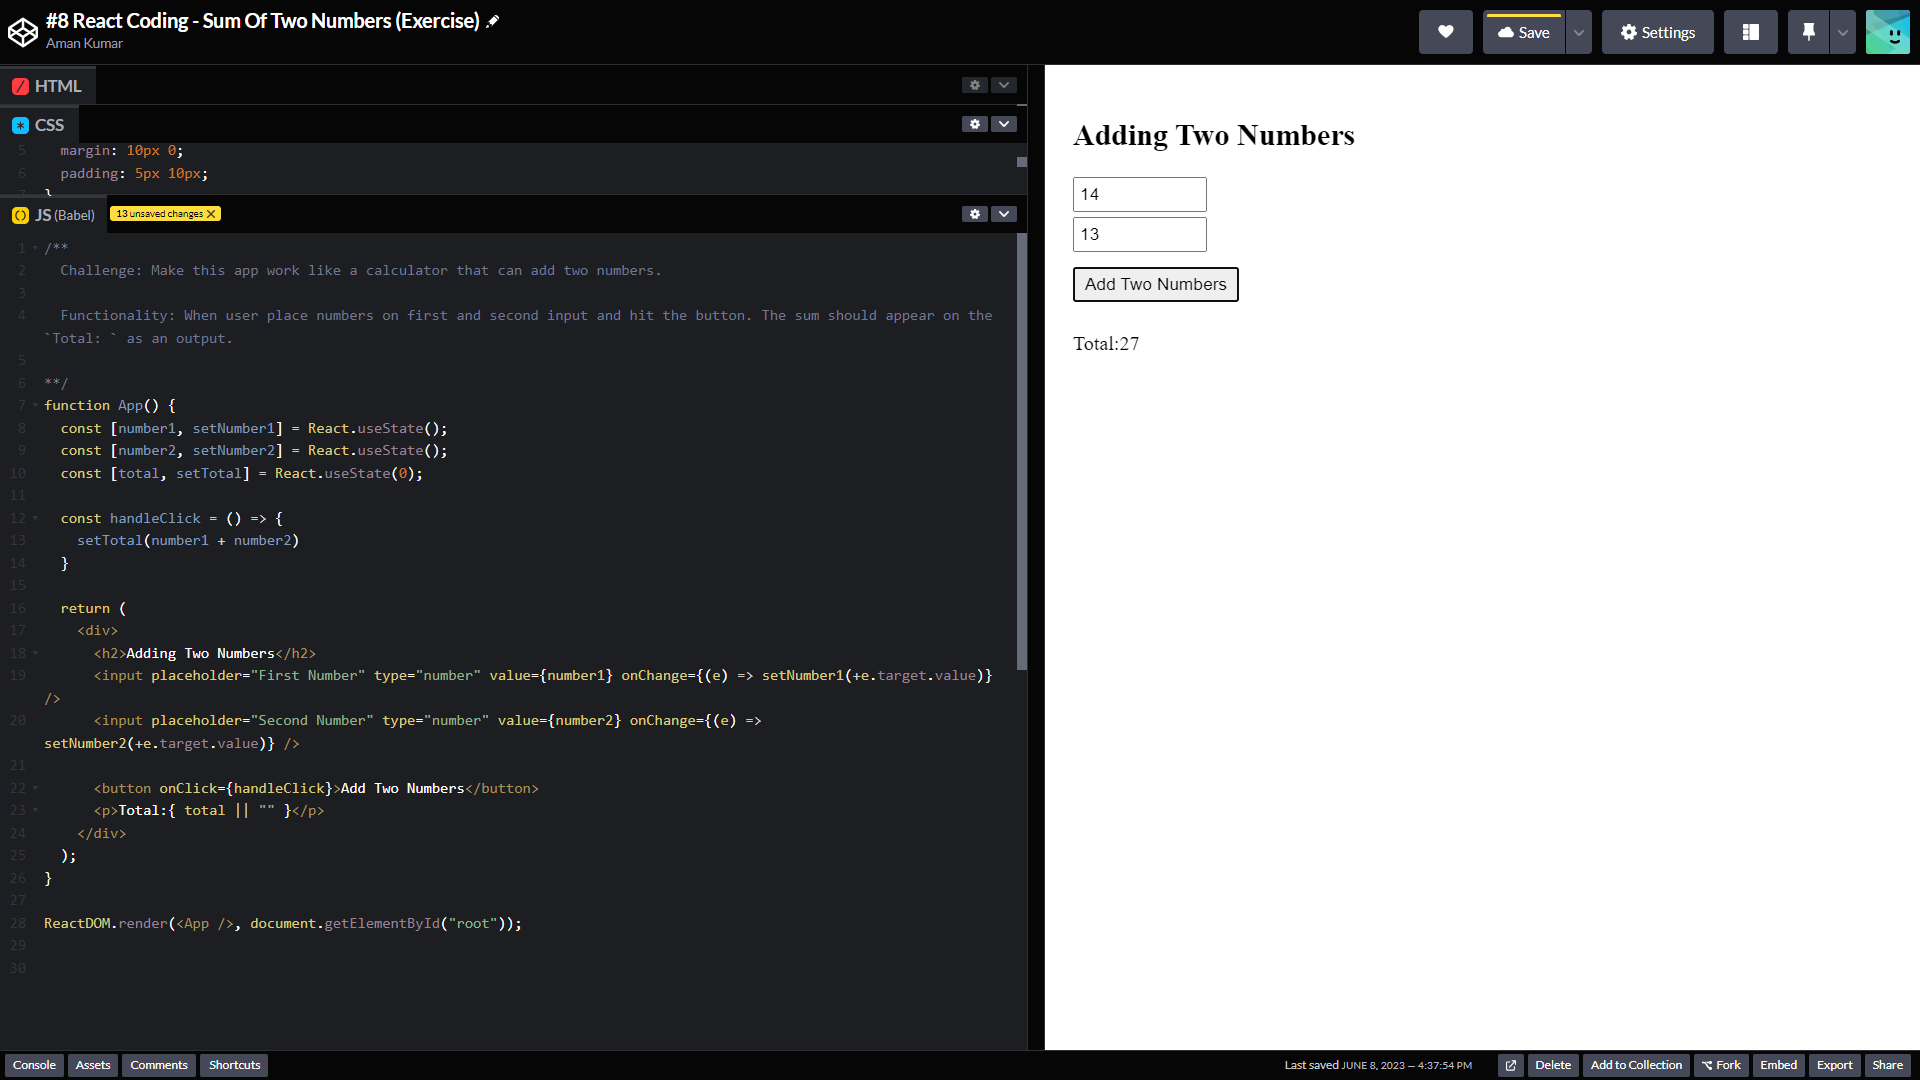 #8 React Coding - Sum Of Two Numbers (Exercise)
Aman Kumar
Save
Settings
HTML
CSS
5 margin: 10px 0;
6 padding: 5px 10px;
7 }
JS (Babel)
13 unsaved changes X
1 /**
2 Challenge: Make this app work like a calculator that can add two numbers.
3
4 Functionality: When user place numbers on first and second input and hit the button. The sum should appear on the
`Total: ` as an output.
5
6 **/
7 function App() {
8 const [number1, setNumber1] = React.useState();
9 const [number2, setNumber2] = React.useState();
10 const [total, setTotal] = React.useState(0);
11
12 const handleClick = () => {
13 setTotal(number1 + number2)
14 }
15
16 return (
17 <div>
18 <h2>Adding Two Numbers</h2>
19 <input placeholder="First Number" type="number" value={number1} onChange={(e) => setNumber1(+e.target.value)}
/>
20 <input placeholder="Second Number" type="number" value={number2} onChange={(e) =>
setNumber2(+e.target.value)} />
21
22 <button onClick={handleClick}>Add Two Numbers</button>
23 <p>Total:{ total || "" }</p>
24 </div>
25 );
26 }
27
28 ReactDOM.render(<App />, document.getElementById("root"));
29
30
Adding Two Numbers
14
13
Add Two Numbers
Total:27
Console
Assets
Comments
Shortcuts
Last saved JUNE 8, 2023 — 4:37:54 PM
Delete
Add to Collection
Fork
Embed
Export
Share